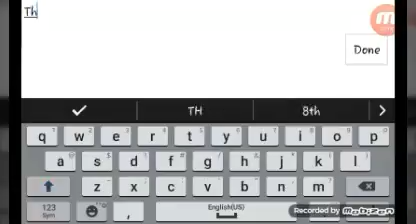 Th
Done
TH 8th
q w e r t y u i o p
a s d f g h j k l
z x c v b n m
123 Sym , English(US)
Recorded by Mobizen